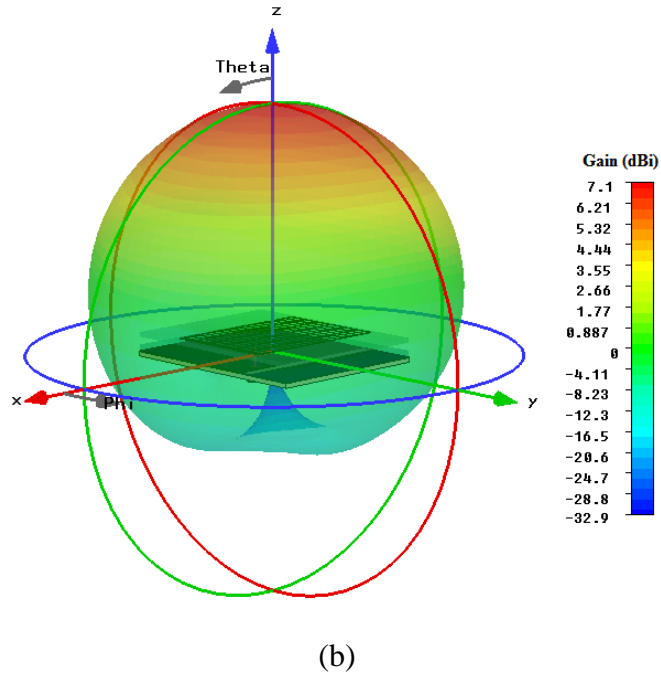 z
Theta
Gain (dBi)
7.1
6.21
5.32
4.44
3.55
2.66
1.77
0.887
0
-4.11
-8.23
-12.3
-16.5
-20.6
-24.7
-28.8
-32.9
x
Phi
y
(b)